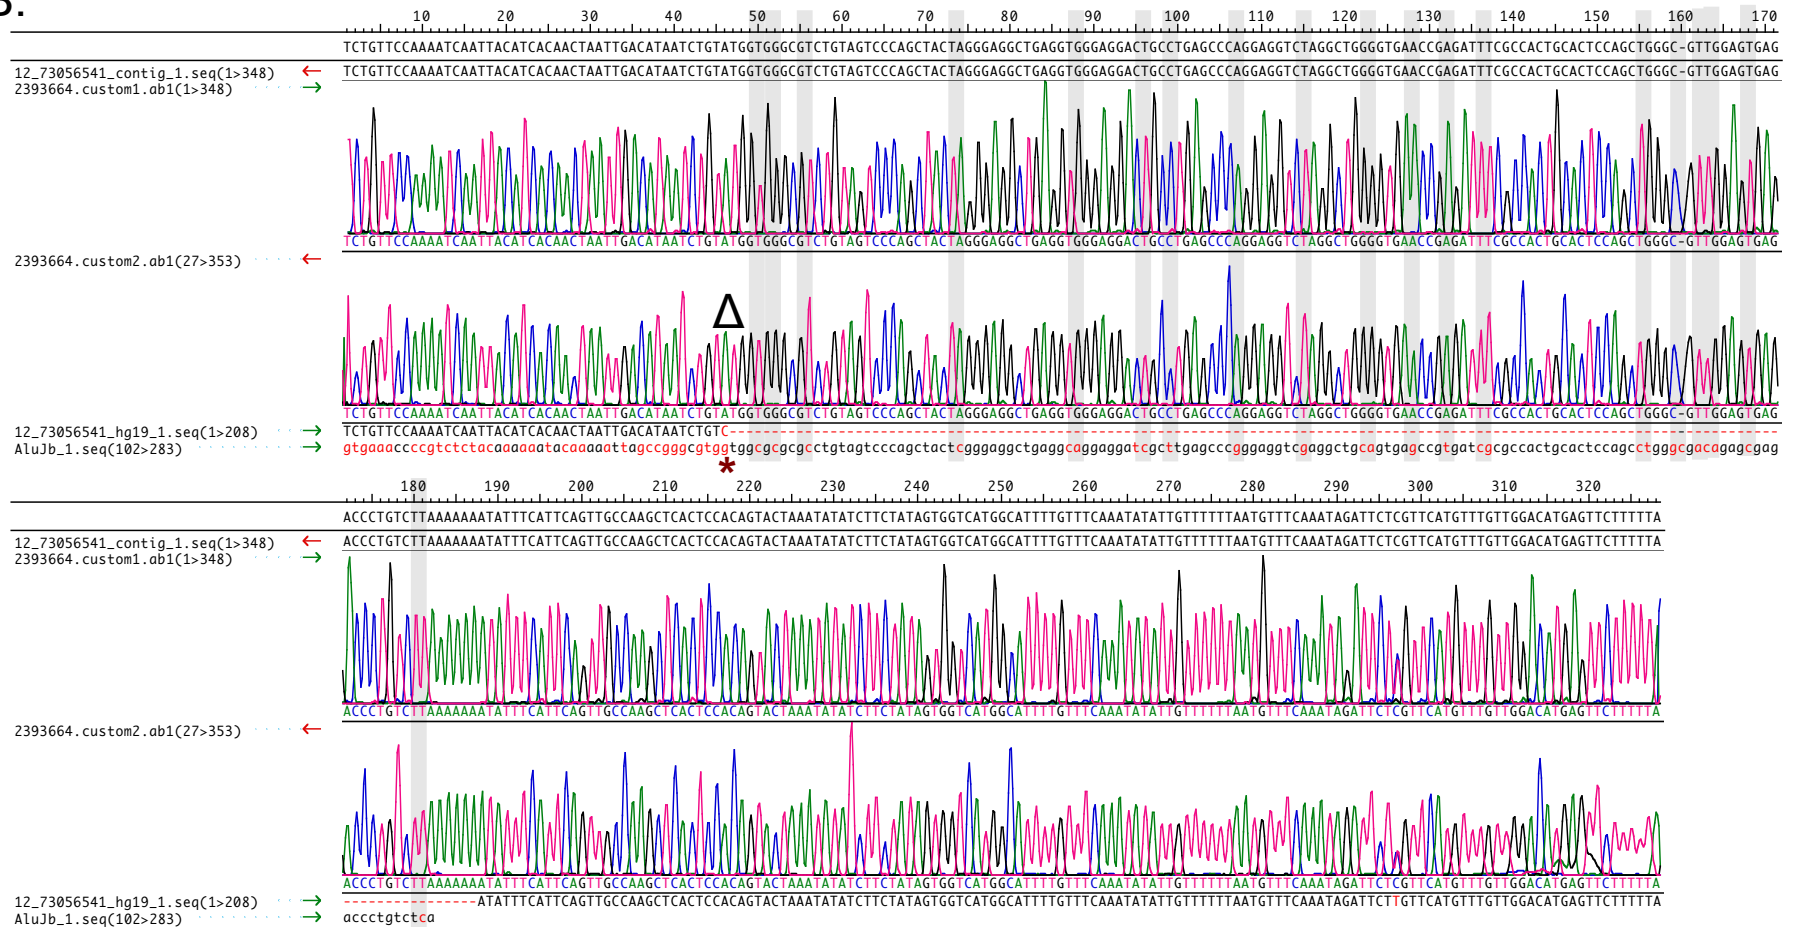 10 20 30 40 50 60 70 80 90 100 110 120 130 140 150 160 170
TCTGTTCCAAAATCAATTACATCACAACTAATTGACATAATCTGTATGGTGGGCGTCTGTAGTCCCAGCTACTAGGGAGGCTGAGGTGGGAGGACTGCCTGAGCCCAGGAGGTCTAGGCTGGGGTGAACCGAGATTTCGCCACTGCACTCCAGCTGGGC-GTTGGAGTGAG
12_73056541_contig_1.seq(1>348) ← TCTGTTCCAAAATCAATTACATCACAACTAATTGACATAATCTGTATGGTGGGCGTCTGTAGTCCCAGCTACTAGGGAGGCTGAGGTGGGAGGACTGCCTGAGCCCAGGAGGTCTAGGCTGGGGTGAACCGAGATTTCGCCACTGCACTCCAGCTGGGC-GTTGGAGTGAG
2393664.custom1.ab1(1>348) →
TCTGTTCCAAAATCAATTACATCACAACTAATTGACATAATCTGTATGGTGGGCGTCTGTAGTCCCAGCTACTAGGGAGGCTGAGGTGGGAGGACTGCCTGAGCCCAGGAGGTCTAGGCTGGGGTGAACCGAGATTTCGCCACTGCACTCCAGCTGGGC-GTTGGAGTGAG
2393664.custom2.ab1(27>353) ←
Δ
TCTGTTCCAAAATCAATTACATCACAACTAATTGACATAATCTGTATGGTGGGCGTCTGTAGTCCCAGCTACTAGGGAGGCTGAGGTGGGAGGACTGCCTGAGCCCAGGAGGTCTAGGCTGGGGTGAACCGAGATTTCGCCACTGCACTCCAGCTGGGC-GTTGGAGTGAG
12_73056541_hg19_1.seq(1>208) → TCTGTTCCAAAATCAATTACATCACAACTAATTGACATAATCTGTC
AluJb_1.seq(102>283) → gtgaaaccccgtctctacaaaaaatacaaaaattagccgggcgtggtggcgcgcgcctgtagtcccagctactcgggaggctgaggcaggaggatcgcttgagcccgggaggtcgaggctgcagtgagccgtgatcgcgccactgcactccagcctgggcgacagagcgag
*
180 190 200 210 220 230 240 250 260 270 280 290 300 310 320
ACCCTGTCTTAAAAAAAATATTTCATTCAGTTGCCAAGCTCACTCCACAGTACTAAATATATCTTCTATAGTGGTCATGGCATTTTGTTTCAAATATATTGTTTTTTAATGTTTCAAATAGATTCTCGTTCATGTTTGTTGGACATGAGTTCTTTTTA
12_73056541_contig_1.seq(1>348) ← ACCCTGTCTTAAAAAAAATATTTCATTCAGTTGCCAAGCTCACTCCACAGTACTAAATATATCTTCTATAGTGGTCATGGCATTTTGTTTCAAATATATTGTTTTTTAATGTTTCAAATAGATTCTCGTTCATGTTTGTTGGACATGAGTTCTTTTTA
2393664.custom1.ab1(1>348) →
ACCCTGTCTTAAAAAAAATATTTCATTCAGTTGCCAAGCTCACTCCACAGTACTAAATATATCTTCTATAGTGGTCATGGCATTTTGTTTCAAATATATTGTTTTTTAATGTTTCAAATAGATTCTCGTTCATGTTTGTTGGACATGAGTTCTTTTTA
2393664.custom2.ab1(27>353) ←
ACCCTGTCTTAAAAAAAATATTTCATTCAGTTGCCAAGCTCACTCCACAGTACTAAATATATCTTCTATAGTGGTCATGGCATTTTGTTTCAAATATATTGTTTTTTAATGTTTCAAATAGATTCTCGTTCATGTTTGTTGGACATGAGTTCTTTTTA
12_73056541_hg19_1.seq(1>208) → ----------------ATATTTCATTCAGTTGCCAAGCTCACTCCACAGTACTAAATATATCTTCTATAGTGGTCATGGCATTTTGTTTCAAATATATTGTTTTTTAATGTTTCAAATAGATTCTTGTTCATGTTTGTTGGACATGAGTTCTTTTTA
AluJb_1.seq(102>283) → accctgtctca